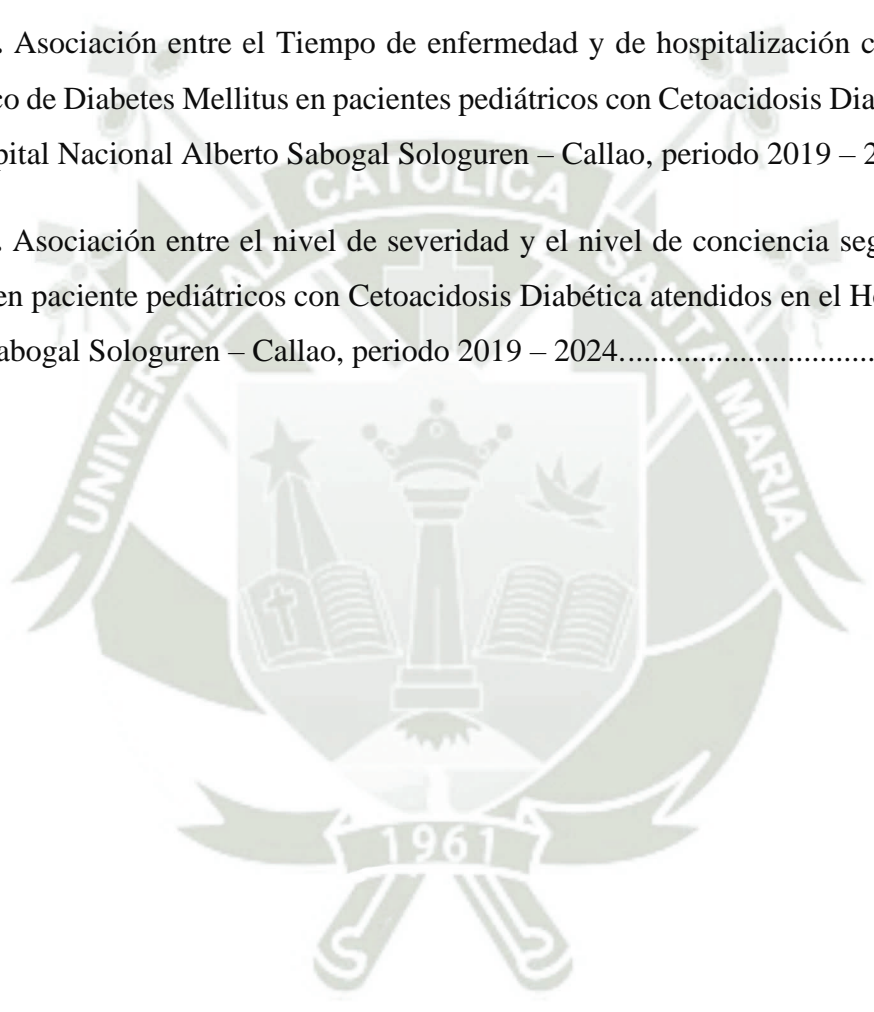 . Asociación entre el Tiempo de enfermedad y de hospitalización c
co de Diabetes Mellitus en pacientes pediátricos con Cetoacidosis Dia
pital Nacional Alberto Sabogal Sologuren – Callao, periodo 2019 – 2
. Asociación entre el nivel de severidad y el nivel de conciencia seg
en paciente pediátricos con Cetoacidosis Diabética atendidos en el Ho
abogal Sologuren – Callao, periodo 2019 – 2024.................................
UNIVERSIDAD CATOLICA SANTA MARIA
1961